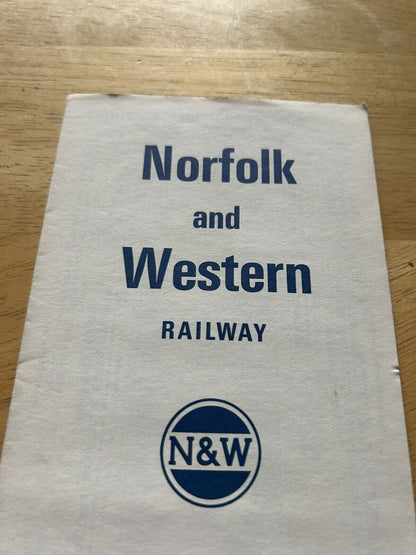 Norfolk
and
Western
RAILWAY
N&W